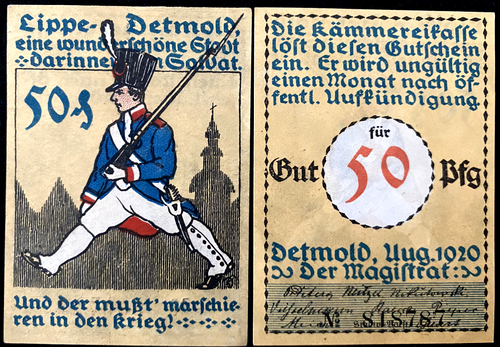 Lippe-Detmold
eine wunderschöne Stadt
darinnen ein Soldat.
50₰
Und der mußt' marschie-
ren in den Krieg!
Die Kämmereikasse
löst diesen Gutschein
ein. Er wird ungültig
einen Monat nach öf-
fentl. Aufkündigung
für
Gut 50 Pfg
Detmold, Aug. 1920
Der Magistrat:
№